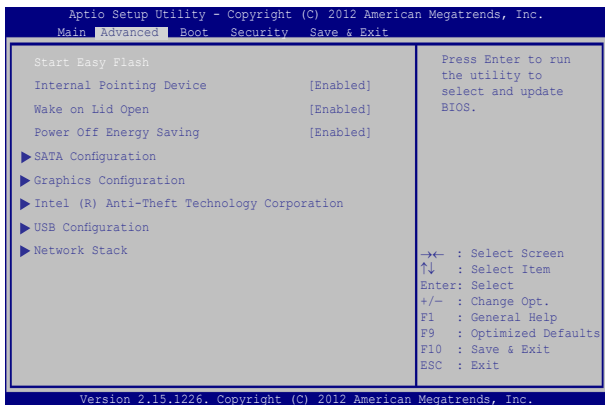 Aptio Setup Utility - Copyright (C) 2012 American Megatrends, Inc.
Main Advanced Boot Security Save & Exit
Start Easy Flash
Internal Pointing Device [Enabled]
Wake on Lid Open [Enabled]
Power Off Energy Saving [Enabled]
SATA Configuration
Graphics Configuration
Intel (R) Anti-Theft Technology Corporation
USB Configuration
Network Stack
Press Enter to run
the utility to
select and update
BIOS.
→← : Select Screen
↑↓ : Select Item
Enter: Select
+/— : Change Opt.
F1 : General Help
F9 : Optimized Defaults
F10 : Save & Exit
ESC : Exit
Version 2.15.1226. Copyright (C) 2012 American Megatrends, Inc.